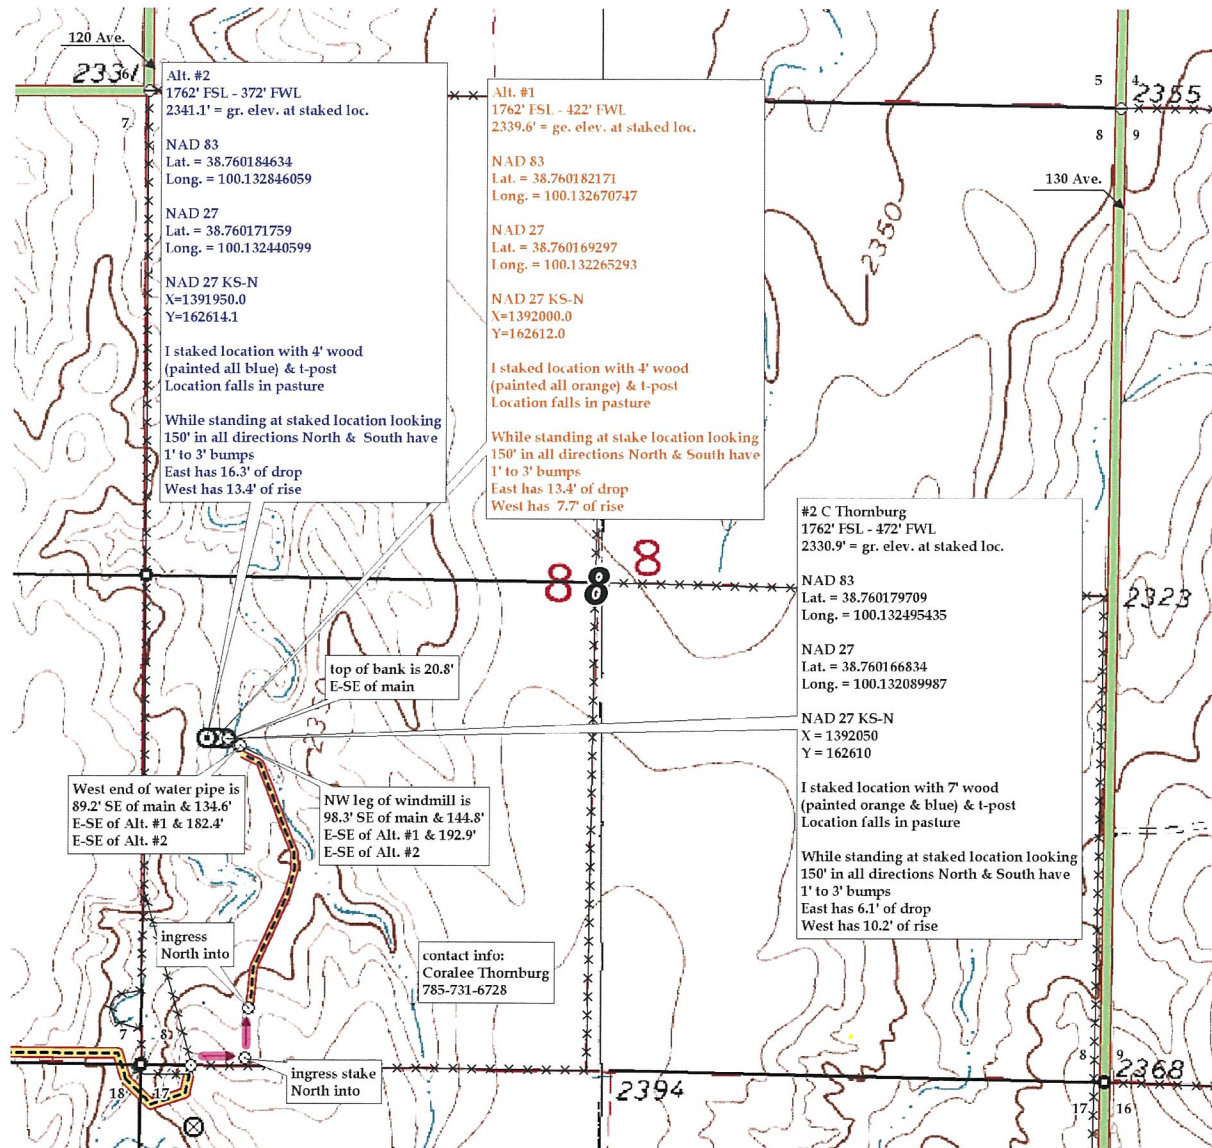 120 Ave.
2331
6
7
Alt. #2
1762' FSL - 372' FWL
2341.1' = gr. elev. at staked loc.
NAD 83
Lat. = 38.760184634
Long. = 100.132846059
NAD 27
Lat. = 38.760171759
Long. = 100.132440599
NAD 27 KS-N
X=1391950.0
Y=162614.1
I staked location with 4' wood
(painted all blue) & t-post
Location falls in pasture
While standing at staked location looking
150' in all directions North & South have
1' to 3' bumps
East has 16.3' of drop
West has 13.4' of rise
Alt. #1
1762' FSL - 422' FWL
2339.6' = ge. elev. at staked loc.
NAD 83
Lat. = 38.760182171
Long. = 100.132670747
NAD 27
Lat. = 38.760169297
Long. = 100.132265293
NAD 27 KS-N
X=1392000.0
Y=162612.0
I staked location with 4' wood
(painted all orange) & t-post
Location falls in pasture
While standing at stake location looking
150' in all directions North & South have
1' to 3' bumps
East has 13.4' of drop
West has 7.7' of rise
5 4
2355
8 9
130 Ave.
2350
8 8 8
#2 C Thornburg
1762' FSL - 472' FWL
2330.9' = gr. elev. at staked loc.
NAD 83
Lat. = 38.760179709
Long. = 100.132495435
NAD 27
Lat. = 38.760166834
Long. = 100.132089987
NAD 27 KS-N
X = 1392050
Y = 162610
I staked location with 7' wood
(painted orange & blue) & t-post
Location falls in pasture
While standing at staked location looking
150' in all directions North & South have
1' to 3' bumps
East has 6.1' of drop
West has 10.2' of rise
2323
top of bank is 20.8'
E-SE of main
West end of water pipe is
89.2' SE of main & 134.6'
E-SE of Alt. #1 & 182.4'
E-SE of Alt. #2
NW leg of windmill is
98.3' SE of main & 144.8'
E-SE of Alt. #1 & 192.9'
E-SE of Alt. #2
ingress
North into
contact info:
Coralee Thornburg
785-731-6728
7 8
18 17
ingress stake
North into
2394
8 9
2368
17 16